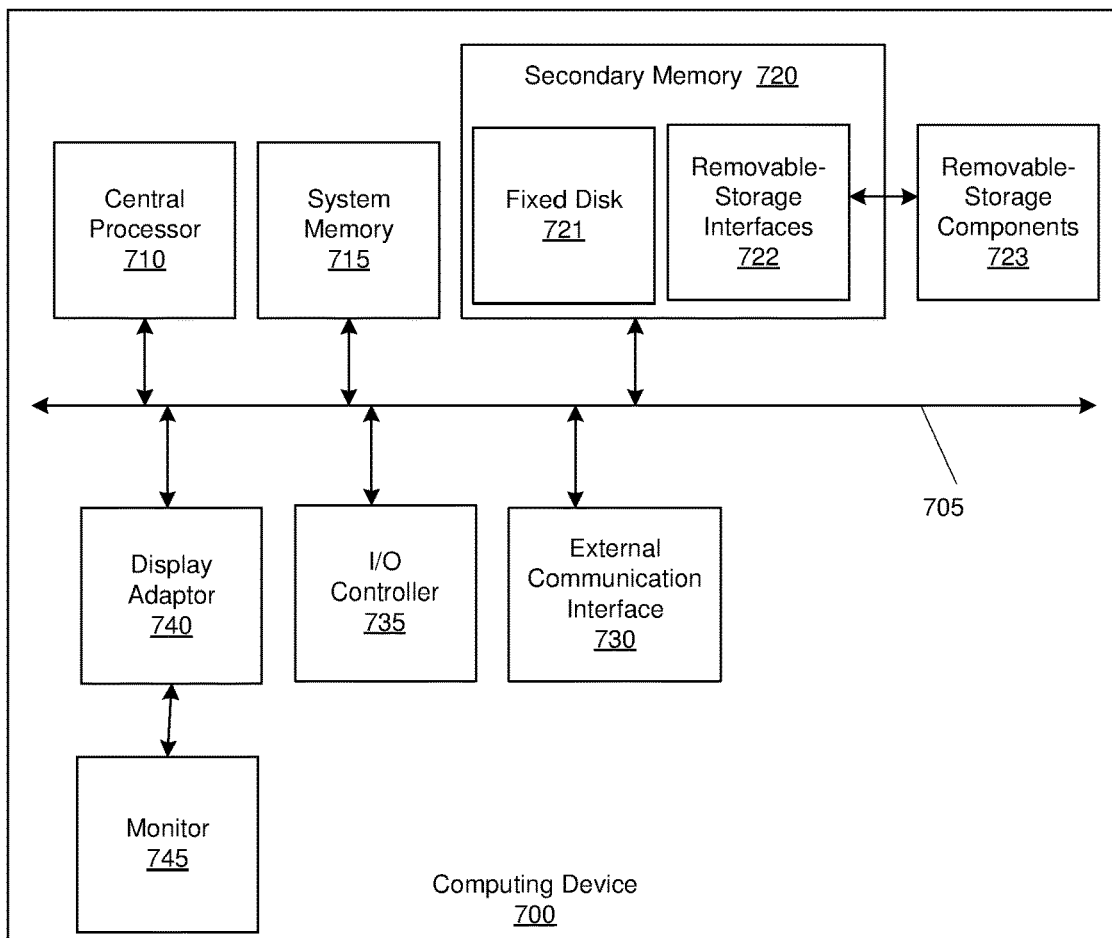 Secondary Memory 720
Central
Processor
710
System
Memory
715
Fixed Disk
721
Removable-
Storage
Interfaces
722
Removable-
Storage
Components
723
705
Display
Adaptor
740
I/O
Controller
735
External
Communication
Interface
730
Monitor
745
Computing Device
700